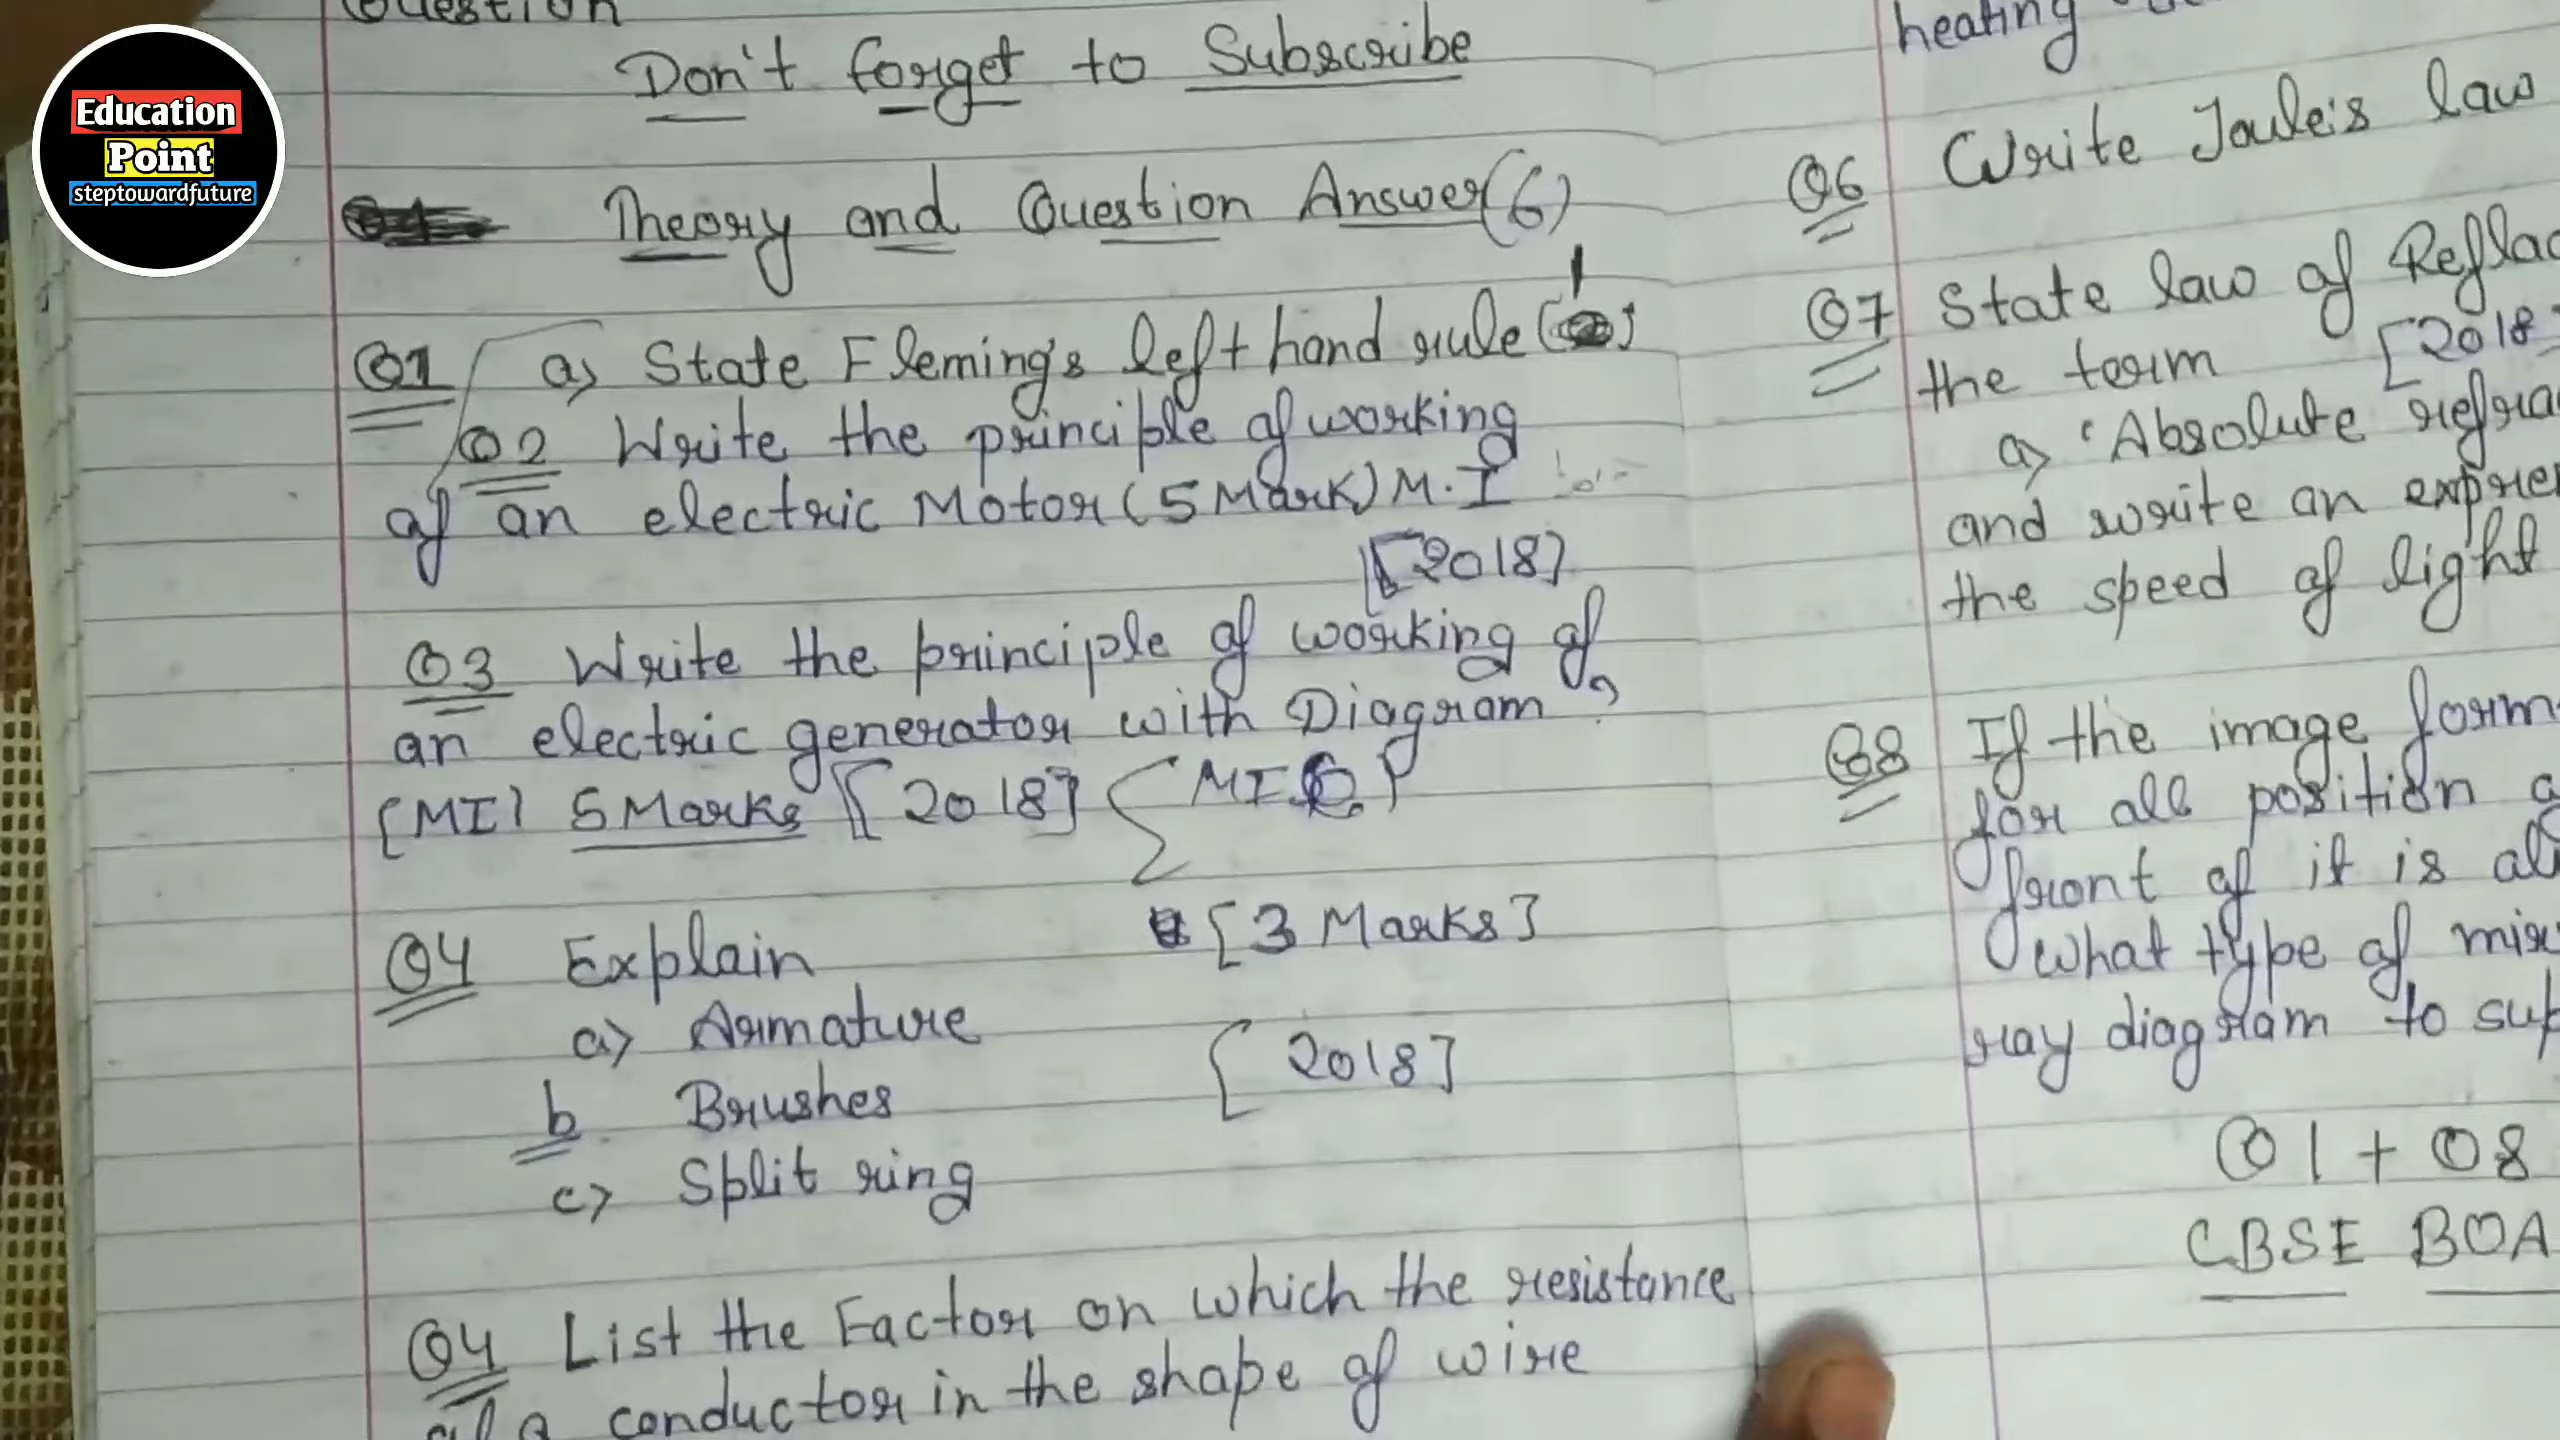 Question
Don't forget to Subscribe
Education
Point
steptowardfuture
Theory and Question Answer(6)
Q1 a) State Fleming's left hand rule (1)
Q2 Write the principle of working
of an electric Motor (5 Mark) M.I
[2018]
Q3 Write the principle of working of
an electric generator with Diagram ?
[MI] 5 Marks [2018]
[3 Marks]
Q4 Explain
a) Armature
[2018]
b Brushes
c) Split ring
Q4 List the Factor on which the resistance
of a conductor in the shape of wire
heating
Q6 Write Joule's law
Q7 State law of
the term [2018]
a) 'Absolute
and write an
the speed of light
Q8 If the image
for all position
front of it is
what type of
ray diagram to
Q1 + Q8
CBSE